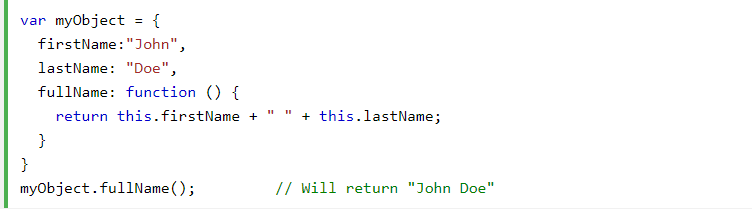 var myObject = {
  firstName:"John",
  lastName: "Doe",
  fullName: function () {
    return this.firstName + " " + this.lastName;
  }
}
myObject.fullName();         // Will return "John Doe"